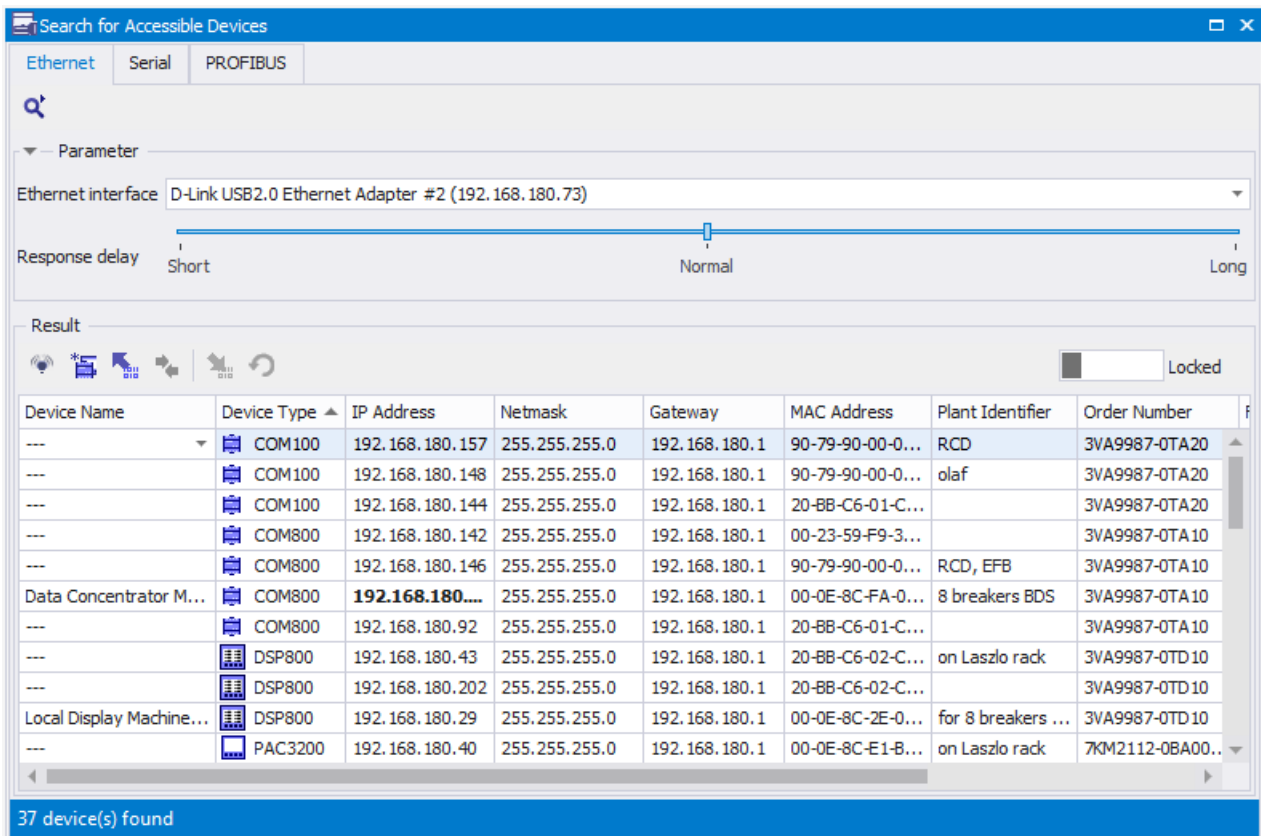 Search for Accessible Devices
Ethernet Serial PROFIBUS
Parameter
Ethernet interface D-Link USB2.0 Ethernet Adapter #2 (192.168.180.73)
Response delay Short Normal Long
Result
Locked
Device Name Device Type IP Address Netmask Gateway MAC Address Plant Identifier Order Number
--- COM100 192.168.180.157 255.255.255.0 192.168.180.1 90-79-90-00-0... RCD 3VA9987-0TA20
--- COM100 192.168.180.148 255.255.255.0 192.168.180.1 90-79-90-00-0... olaf 3VA9987-0TA20
--- COM100 192.168.180.144 255.255.255.0 192.168.180.1 20-BB-C6-01-C... 3VA9987-0TA20
--- COM800 192.168.180.142 255.255.255.0 192.168.180.1 00-23-59-F9-3... 3VA9987-0TA10
--- COM800 192.168.180.146 255.255.255.0 192.168.180.1 90-79-90-00-0... RCD, EFB 3VA9987-0TA10
Data Concentrator M... COM800 192.168.180.... 255.255.255.0 192.168.180.1 00-0E-8C-FA-0... 8 breakers BDS 3VA9987-0TA10
--- COM800 192.168.180.92 255.255.255.0 192.168.180.1 20-BB-C6-01-C... 3VA9987-0TA10
--- DSP800 192.168.180.43 255.255.255.0 192.168.180.1 20-BB-C6-02-C... on Laszlo rack 3VA9987-0TD10
--- DSP800 192.168.180.202 255.255.255.0 192.168.180.1 20-BB-C6-02-C... 3VA9987-0TD10
Local Display Machine... DSP800 192.168.180.29 255.255.255.0 192.168.180.1 00-0E-8C-2E-0... for 8 breakers ... 3VA9987-0TD10
--- PAC3200 192.168.180.40 255.255.255.0 192.168.180.1 00-0E-8C-E1-B... on Laszlo rack 7KM2112-0BA00...
37 device(s) found